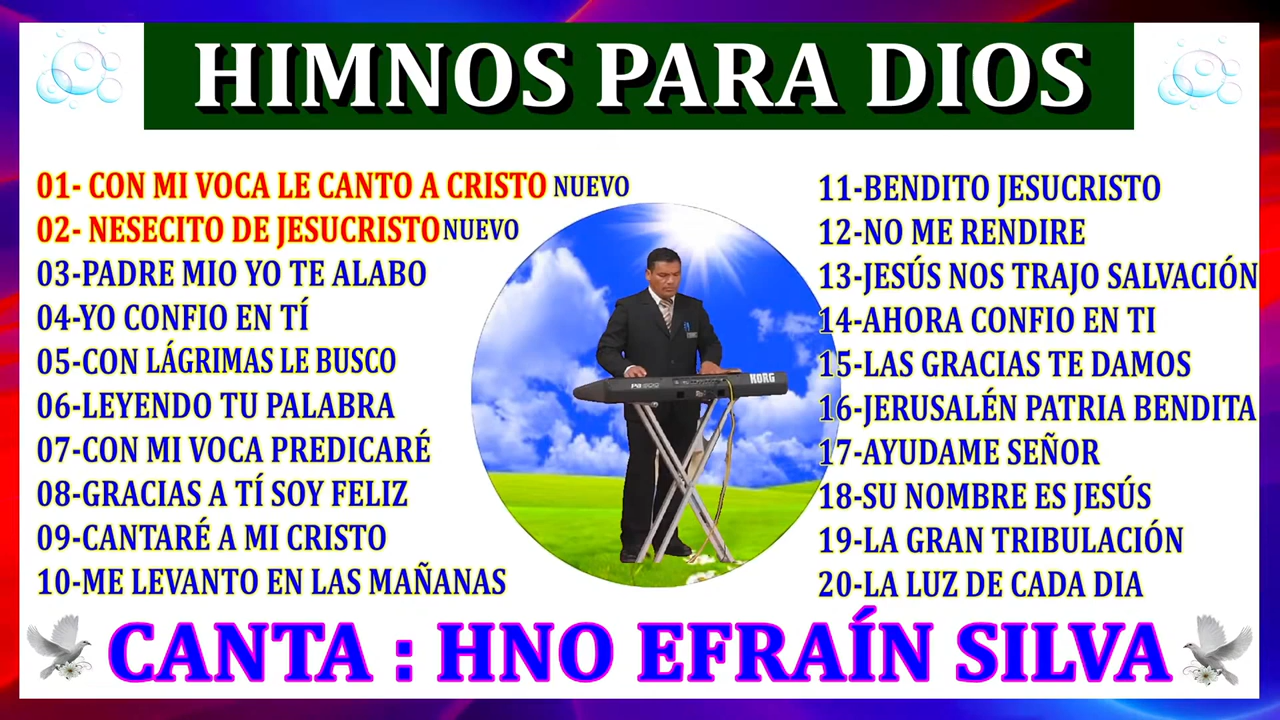 HIMNOS PARA DIOS
01- CON MI VOCA LE CANTO A CRISTO NUEVO
02- NESECITO DE JESUCRISTO NUEVO
03-PADRE MIO YO TE ALABO
04-YO CONFIO EN TÍ
05-CON LÁGRIMAS LE BUSCO
06-LEYENDO TU PALABRA
07-CON MI VOCA PREDICARÉ
08-GRACIAS A TÍ SOY FELIZ
09-CANTARÉ A MI CRISTO
10-ME LEVANTO EN LAS MAÑANAS
11-BENDITO JESUCRISTO
12-NO ME RENDIRE
13-JESÚS NOS TRAJO SALVACIÓN
14-AHORA CONFIO EN TI
15-LAS GRACIAS TE DAMOS
16-JERUSALÉN PATRIA BENDITA
17-AYUDAME SEÑOR
18-SU NOMBRE ES JESÚS
19-LA GRAN TRIBULACIÓN
20-LA LUZ DE CADA DIA
KORG
CANTA : HNO EFRAÍN SILVA